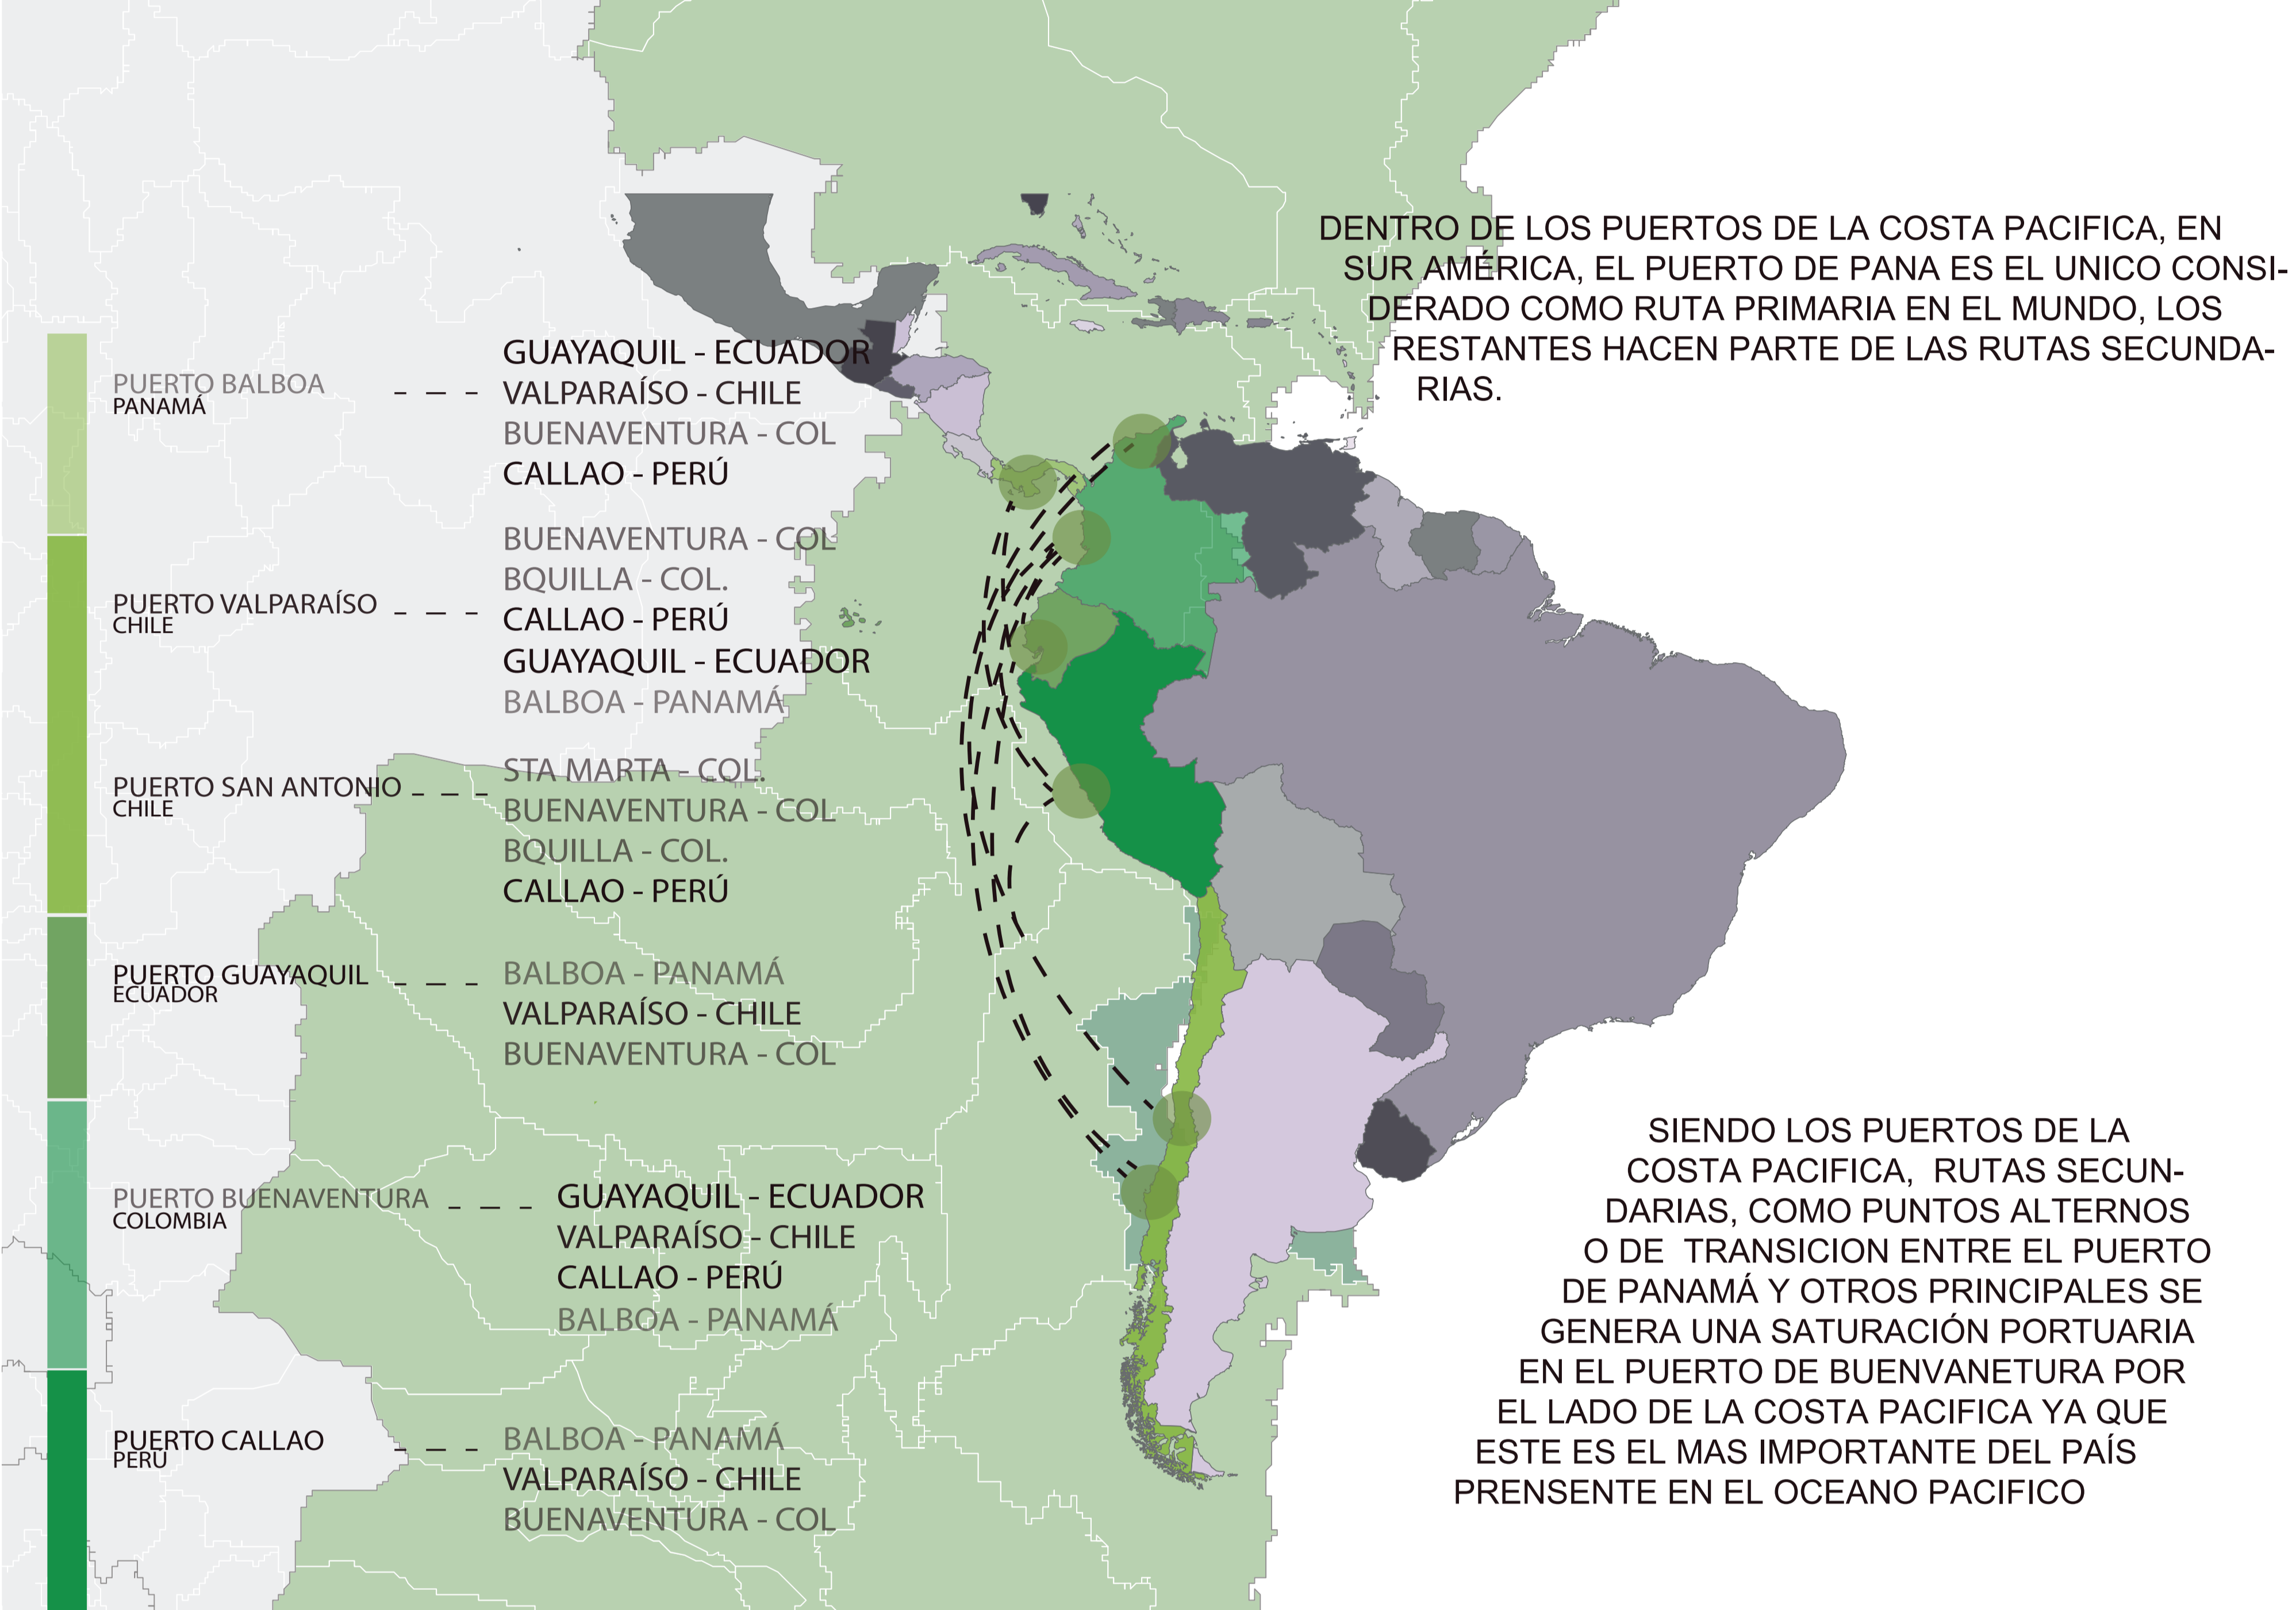 DENTRO DE LOS PUERTOS DE LA COSTA PACIFICA, EN
SUR AMÉRICA, EL PUERTO DE PANA ES EL UNICO CONSI-
DERADO COMO RUTA PRIMARIA EN EL MUNDO, LOS
RESTANTES HACEN PARTE DE LAS RUTAS SECUNDA-
RIAS.
PUERTO BALBOA
PANAMÁ
GUAYAQUIL - ECUADOR
VALPARAÍSO - CHILE
BUENAVENTURA - COL
CALLAO - PERÚ
PUERTO VALPARAÍSO
CHILE
BUENAVENTURA - COL
BQUILLA - COL.
CALLAO - PERÚ
GUAYAQUIL - ECUADOR
BALBOA - PANAMÁ
PUERTO SAN ANTONIO
CHILE
STA MARTA - COL.
BUENAVENTURA - COL
BQUILLA - COL.
CALLAO - PERÚ
PUERTO GUAYAQUIL
ECUADOR
BALBOA - PANAMÁ
VALPARAÍSO - CHILE
BUENAVENTURA - COL
PUERTO BUENAVENTURA
COLOMBIA
GUAYAQUIL - ECUADOR
VALPARAÍSO - CHILE
CALLAO - PERÚ
BALBOA - PANAMÁ
PUERTO CALLAO
PERÚ
BALBOA - PANAMÁ
VALPARAÍSO - CHILE
BUENAVENTURA - COL
SIENDO LOS PUERTOS DE LA
COSTA PACIFICA, RUTAS SECUN-
DARIAS, COMO PUNTOS ALTERNOS
O DE TRANSICION ENTRE EL PUERTO
DE PANAMÁ Y OTROS PRINCIPALES SE
GENERA UNA SATURACIÓN PORTUARIA
EN EL PUERTO DE BUENVANETURA POR
EL LADO DE LA COSTA PACIFICA YA QUE
ESTE ES EL MAS IMPORTANTE DEL PAÍS
PRENSENTE EN EL OCEANO PACIFICO